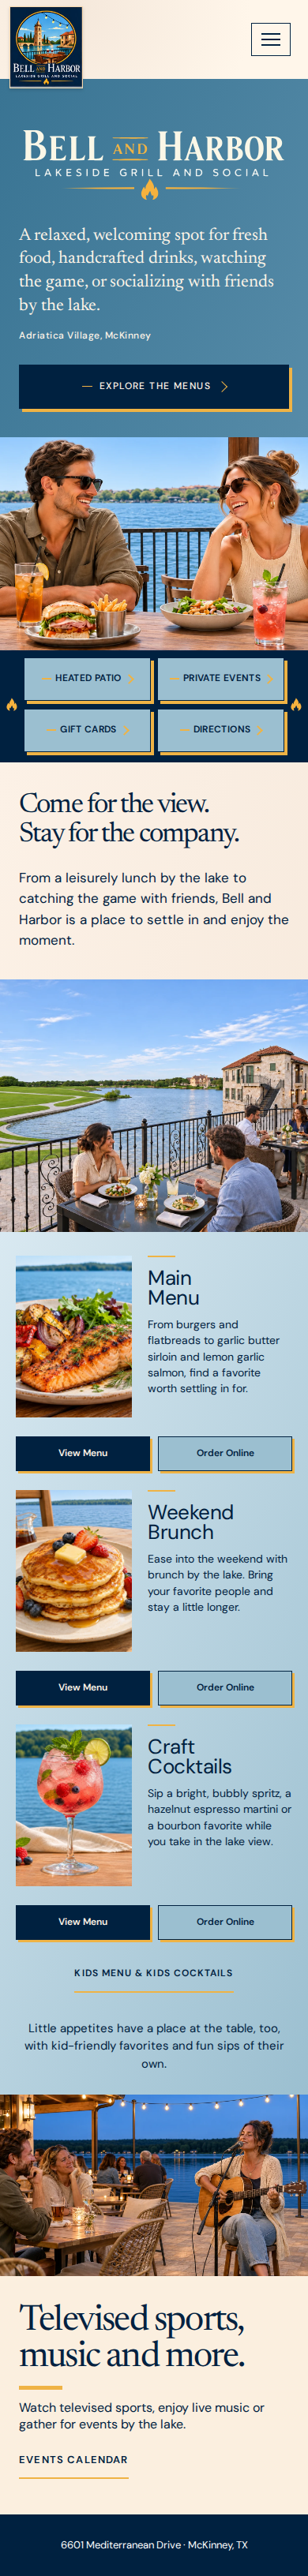 BELL AND HARBOR
LAKESIDE GRILL AND SOCIAL
BELL AND HARBOR
LAKESIDE GRILL AND SOCIAL
A relaxed, welcoming spot for fresh
food, handcrafted drinks, watching
the game, or socializing with friends
by the lake.
Adriatica Village, McKinney
EXPLORE THE MENUS
HEATED PATIO
PRIVATE EVENTS
GIFT CARDS
DIRECTIONS
Come for the view.
Stay for the company.
From a leisurely lunch by the lake to
catching the game with friends, Bell and
Harbor is a place to settle in and enjoy the
moment.
Main
Menu
From burgers and
flatbreads to garlic butter
sirloin and lemon garlic
salmon, find a favorite
worth settling in for.
View Menu
Order Online
Weekend
Brunch
Ease into the weekend with
brunch by the lake. Bring
your favorite people and
stay a little longer.
View Menu
Order Online
Craft
Cocktails
Sip a bright, bubbly spritz, a
hazelnut espresso martini or
a bourbon favorite while
you take in the lake view.
View Menu
Order Online
KIDS MENU & KIDS COCKTAILS
Little appetites have a place at the table, too,
with kid-friendly favorites and fun sips of their
own.
Televised sports,
music and more.
Watch televised sports, enjoy live music or
gather for events by the lake.
EVENTS CALENDAR
6601 Mediterranean Drive · McKinney, TX